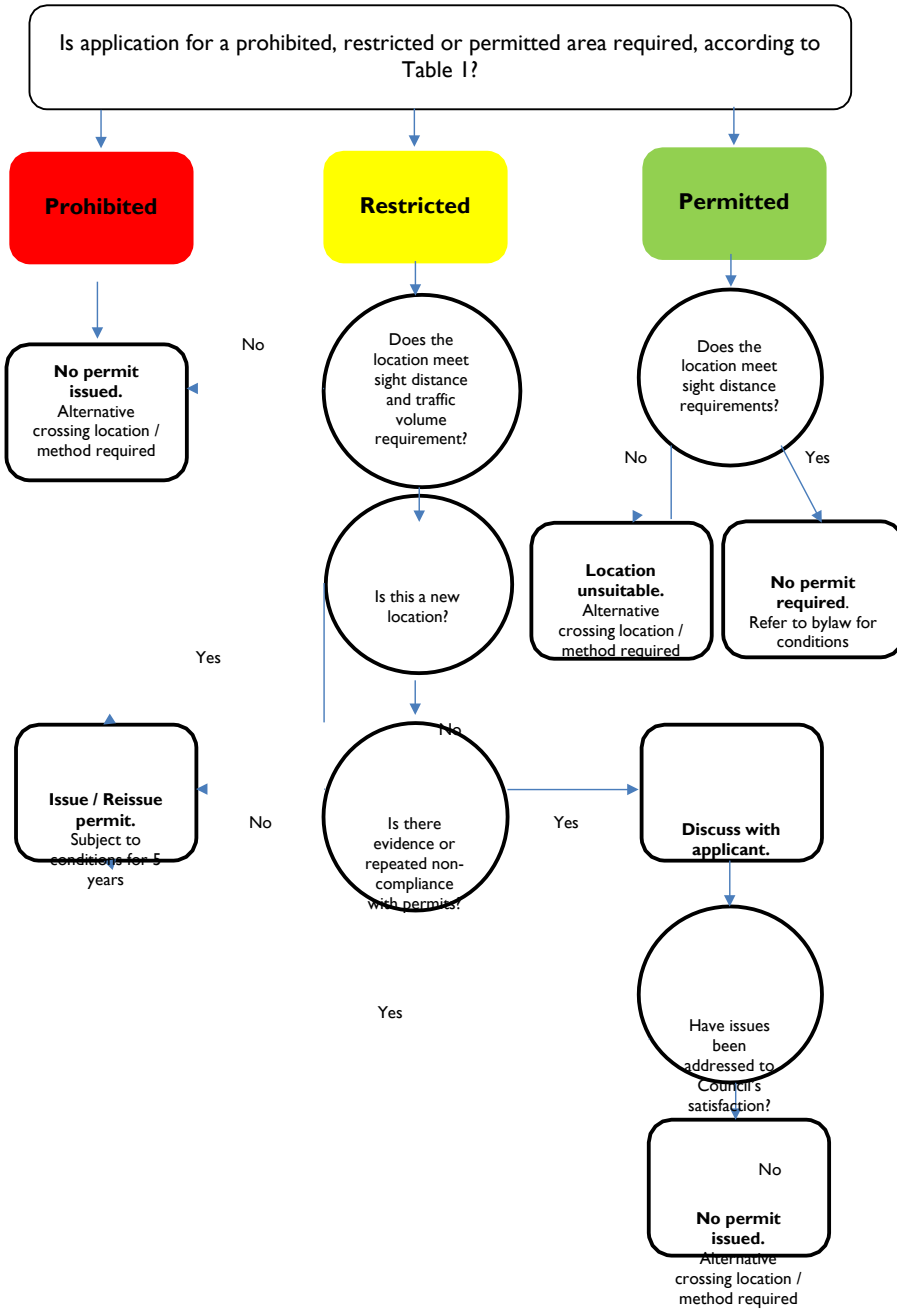 Is application for a prohibited, restricted or permitted area required, according to
Table 1?
Prohibited
Restricted
Permitted
No
Does the
location meet
sight distance
and traffic
volume
requirement?
Does the
location meet
sight distance
requirements?
No permit
issued.
Alternative
crossing location /
method required
No
Yes
Is this a new
location?
Location
unsuitable.
Alternative
crossing location /
method required
No permit
required.
Refer to bylaw for
conditions
Yes
No
Issue / Reissue
permit.
Subject to
conditions for 5
years
No
Is there
evidence or
repeated non-
compliance
with permits?
Yes
Discuss with
applicant.
Yes
Have issues
been
addressed to
Council's
satisfaction?
No
No permit
issued.
Alternative
crossing location /
method required